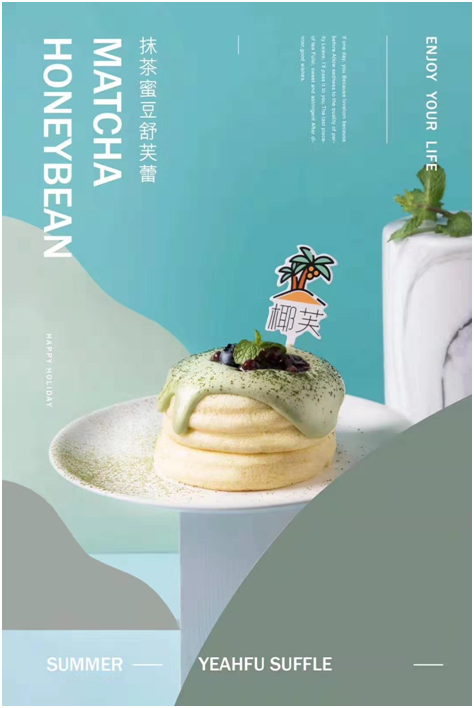 MATCHA
HONEYBEAN
抹茶蜜豆舒芙蕾
ENJOY YOUR LIFE
椰芙
HAPPY HOLIDAY
SUMMER
YEAHFU SUFFLE